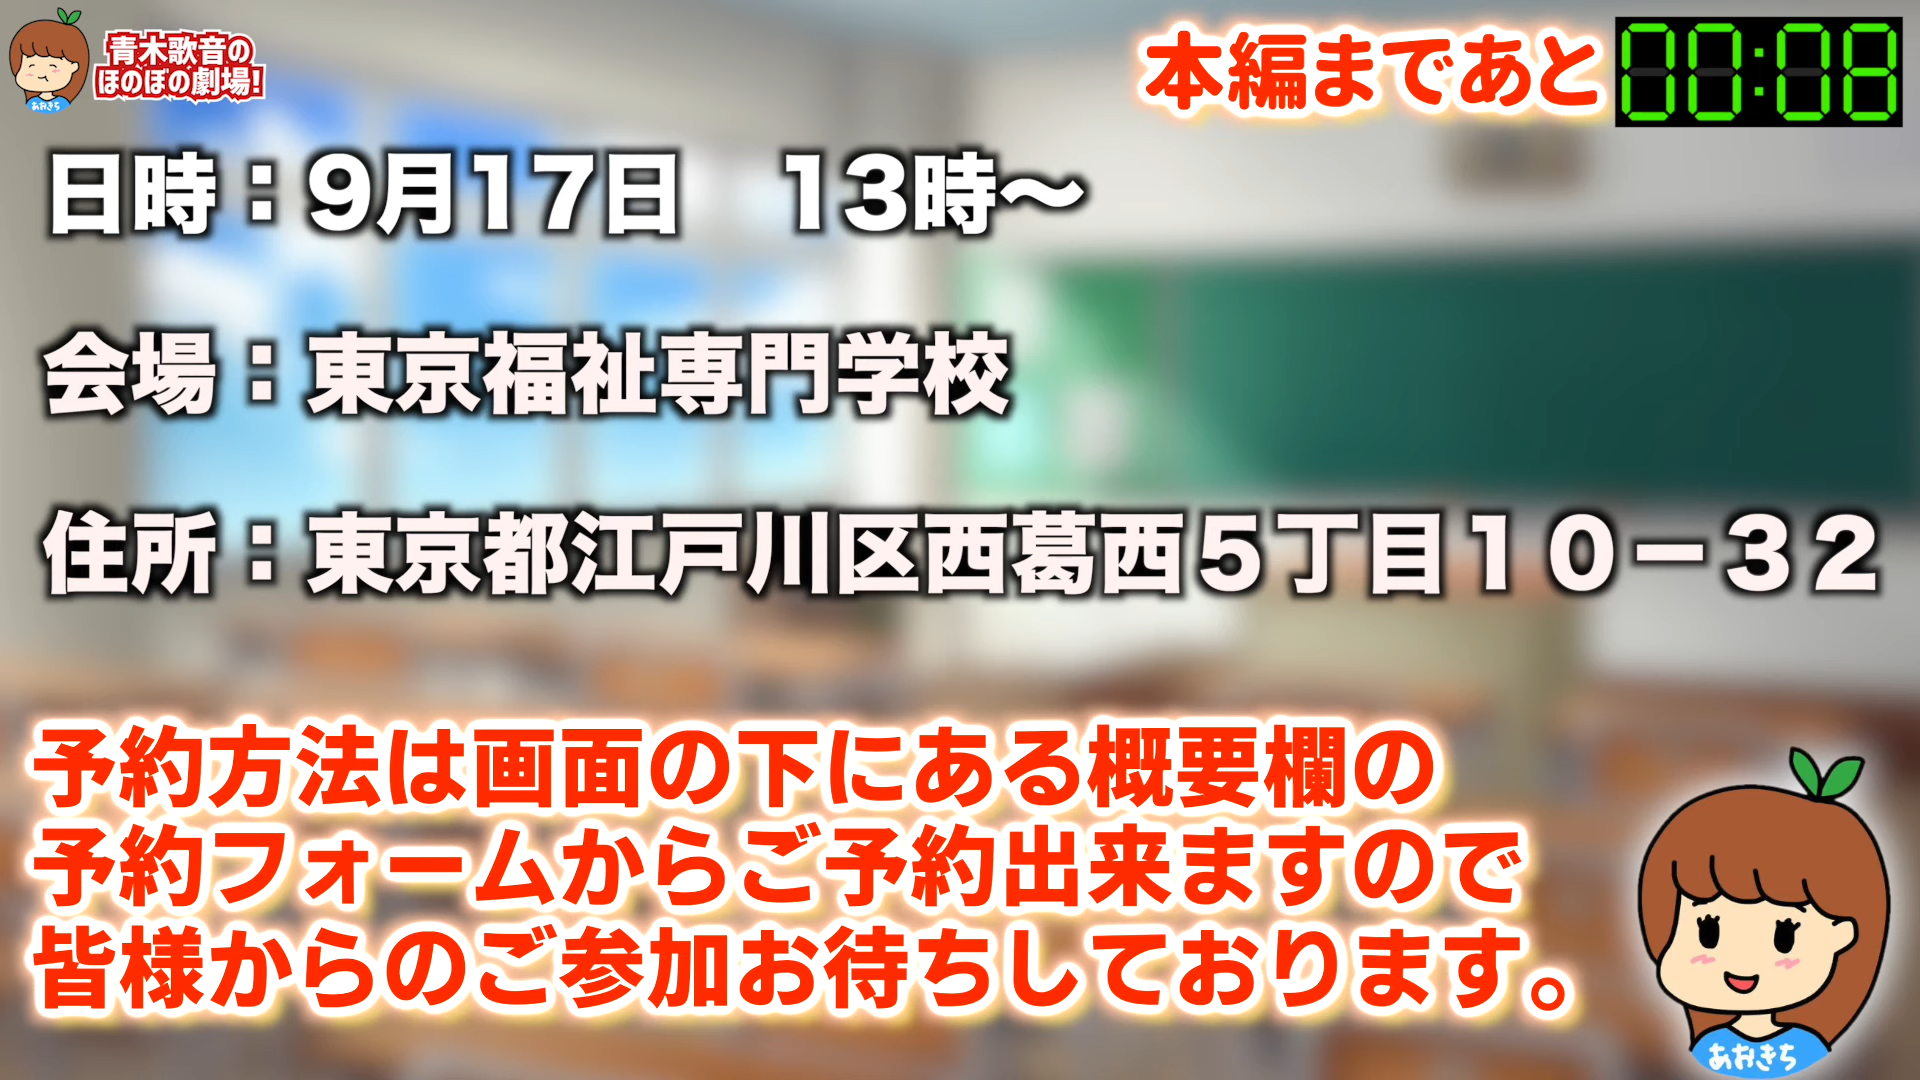 青木歌音の
ほのぼの劇場!
あおきち
本編まであと 00:08
日時：9月17日　13時～
会場：東京福祉専門学校
住所：東京都江戸川区西葛西５丁目１０－３２
予約方法は画面の下にある概要欄の
予約フォームからご予約出来ますので
皆様からのご参加お待ちしております。
あおきち